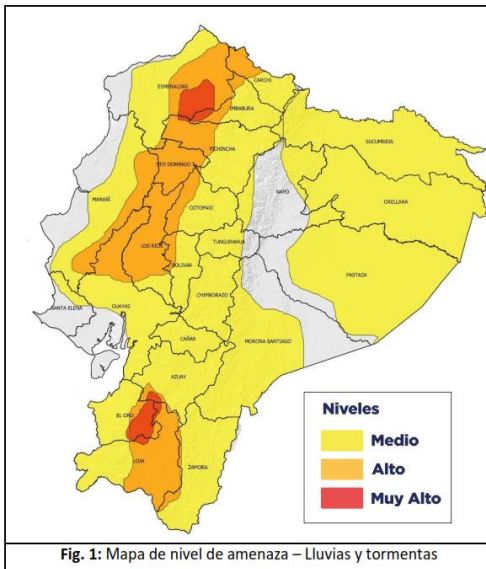 CARCHI
ESMERALDAS
IMBABURA
SUCUMBIOS
PICHINCHA
STO DOMINGO T
NAPO
ORELLANA
MANABÍ
COTOPAXI
TUNGURAHUA
LOS RIOS
BOLIVAR
PASTAZA
CHIMBORAZO
GUAYAS
SANTA ELENA
MORONA SANTIAGO
CAÑAR
AZUAY
EL ORO
LOJA
ZAMORA
Niveles
Medio
Alto
Muy Alto
Fig. 1: Mapa de nivel de amenaza – Lluvias y tormentas